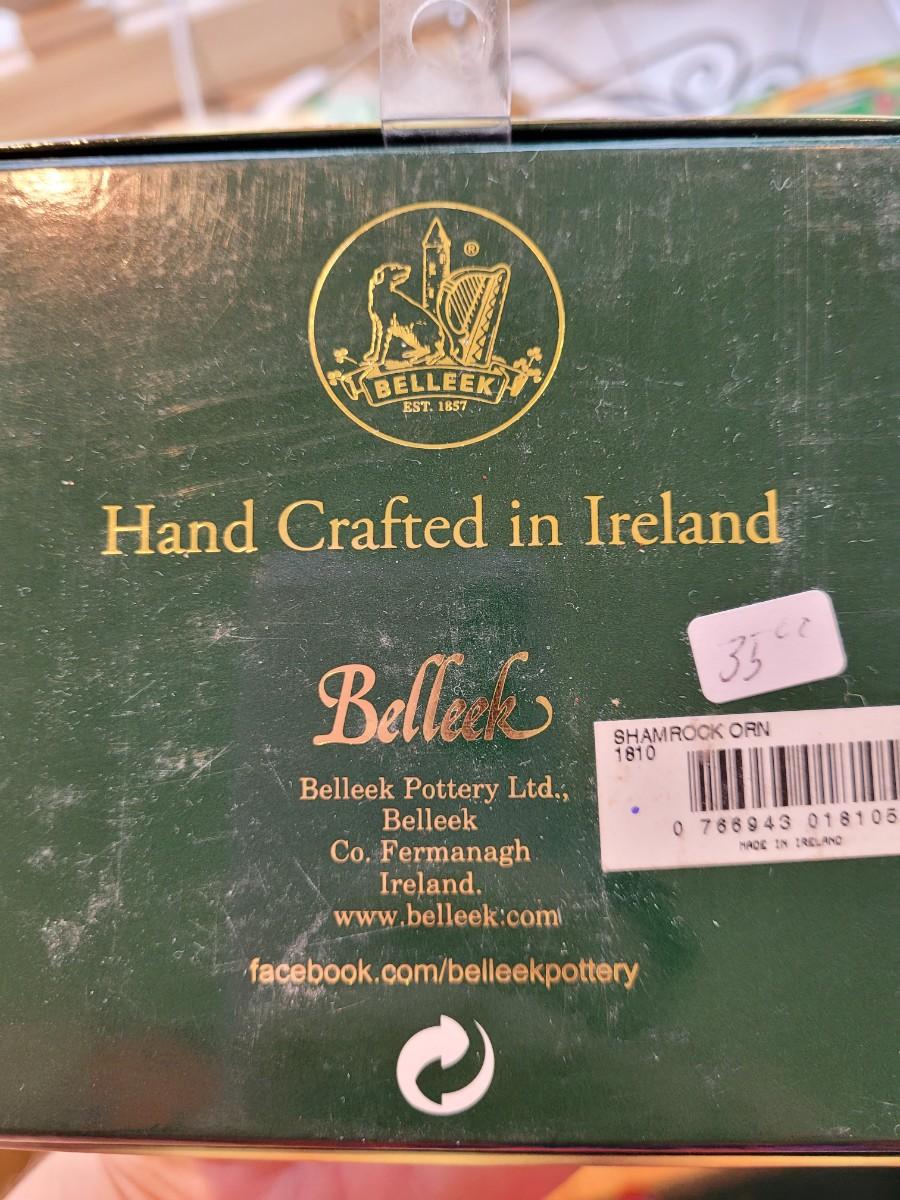 ®
BELLEEK
EST. 1857
Hand Crafted in Ireland
35
Belleek
SHAMROCK ORN
1810
0 766943 018105
MADE IN IRELAND
Belleek Pottery Ltd.,
Belleek
Co. Fermanagh
Ireland.
www.belleek.com
facebook.com/belleekpottery